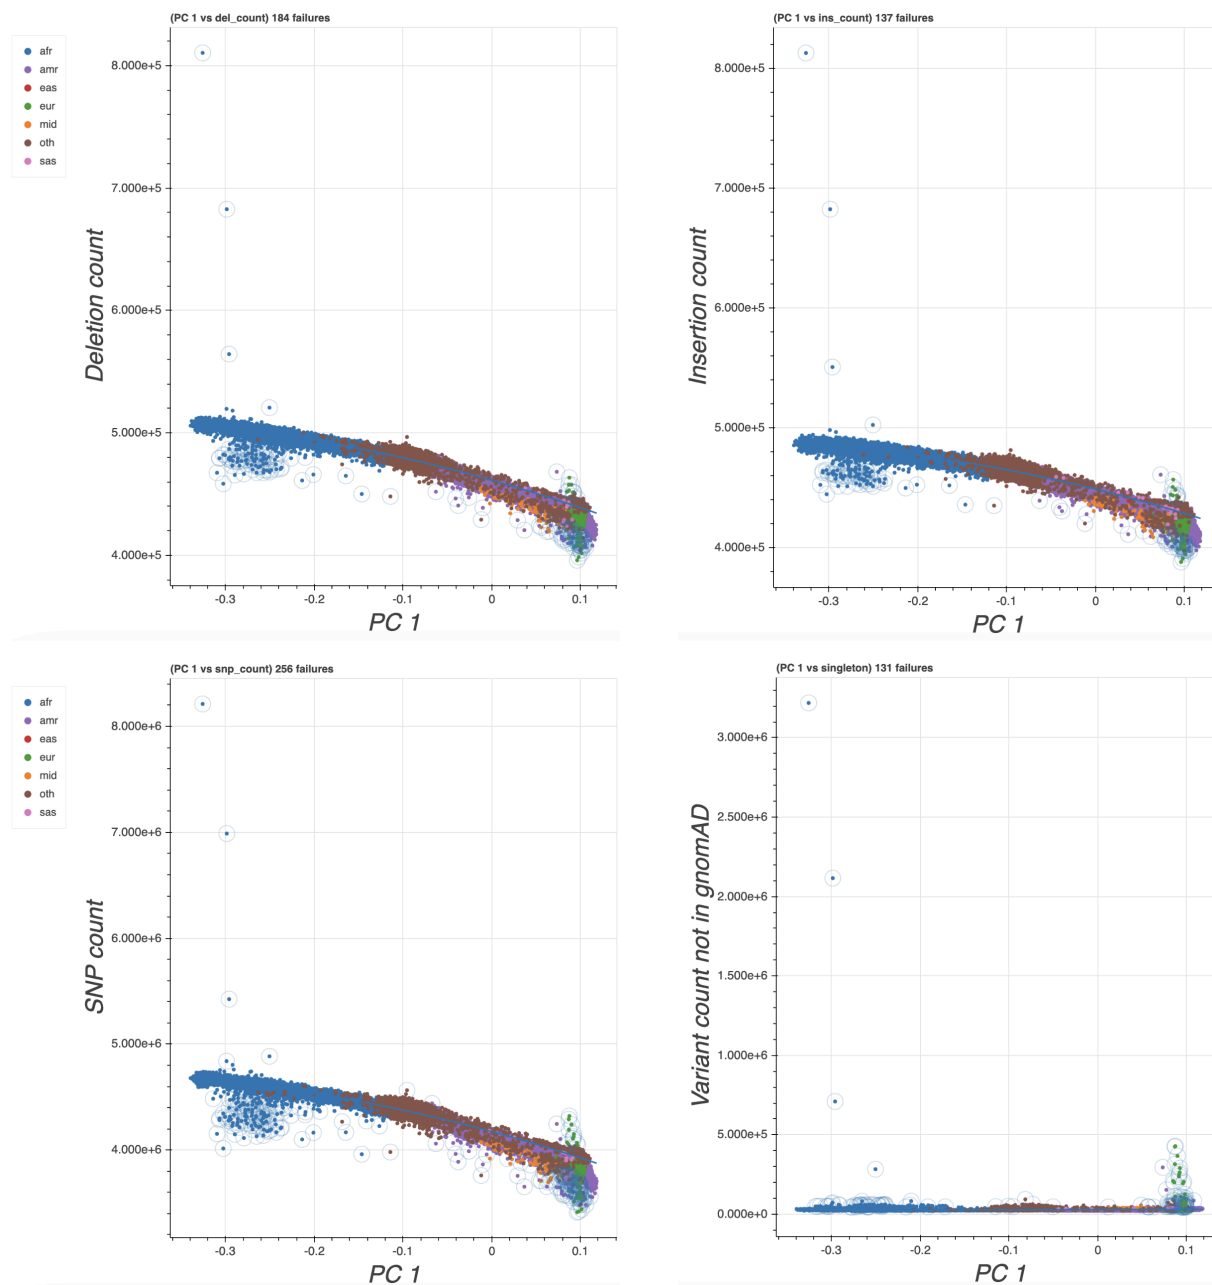 (PC 1 vs del_count) 184 failures
afr
amr
eas
eur
mid
oth
sas
8.000e+5
7.000e+5
6.000e+5
5.000e+5
4.000e+5
Deletion count
-0.3
-0.2
-0.1
0
0.1
PC 1
(PC 1 vs ins_count) 137 failures
8.000e+5
7.000e+5
6.000e+5
5.000e+5
4.000e+5
Insertion count
-0.3
-0.2
-0.1
0
0.1
PC 1
(PC 1 vs snp_count) 256 failures
afr
amr
eas
eur
mid
oth
sas
8.000e+6
7.000e+6
6.000e+6
5.000e+6
4.000e+6
SNP count
-0.3
-0.2
-0.1
0
0.1
PC 1
(PC 1 vs singleton) 131 failures
3.000e+6
2.500e+6
2.000e+6
1.500e+6
1.000e+6
5.000e+5
0.000e+0
Variant count not in gnomAD
-0.3
-0.2
-0.1
0
0.1
PC 1